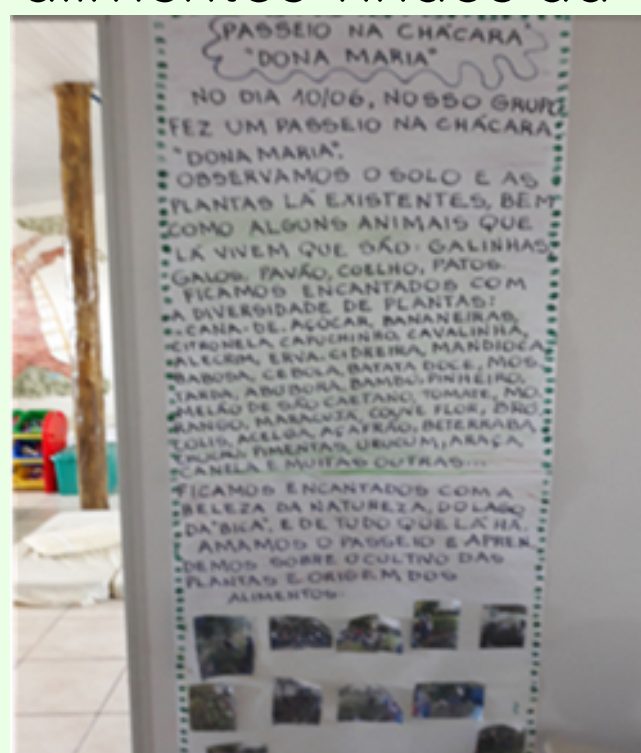 alimentos vindos da
"PASSEIO NA CHÁCARA"
"DONA MARIA"
NO DIA 10/06, NOSSO GRUPO
FEZ UM PASSEIO NA CHÁCARA
"DONA MARIA".
OBSERVAMOS O SOLO E AS
PLANTAS LÁ EXISTENTES, BEM
COMO ALGUNS ANIMAIS QUE
LÁ VIVEM QUE SÃO: GALINHAS,
GALOS, PAVÃO, COELHO, PATOS.
FICAMOS ENCANTADOS COM
A DIVERSIDADE DE PLANTAS:
CANA-DE-AÇÚCAR, BANANEIRAS,
CITRONELA, CAPUCHINHO, CAVALINHA,
ALECRIM, ERVA-CIDREIRA, MANDIOCA,
BABOSA, CEBOLA, BATATA DOCE, MOS
TARDA, ABÓBORA, BAMBÚ, PINHEIRO,
MELÃO DE SÃO CAETANO, TOMATE, MO
RANGO, MARACUJÁ, COUVE FLOR, BRÓ
COLIS, ACELGA, AÇAFRÃO, BETERRABA,
PIMENTAS, URUCUM, ARAÇÁ
CANELA E MUITAS OUTRAS...
FICAMOS ENCANTADOS COM A
BELEZA DA NATUREZA, DO LAGO
DA "BICA", E DE TUDO QUE LÁ HÁ.
AMAMOS O PASSEIO E APREN
DEMOS SOBRE O CULTIVO DAS
PLANTAS E ORIGEM DOS
ALIMENTOS.